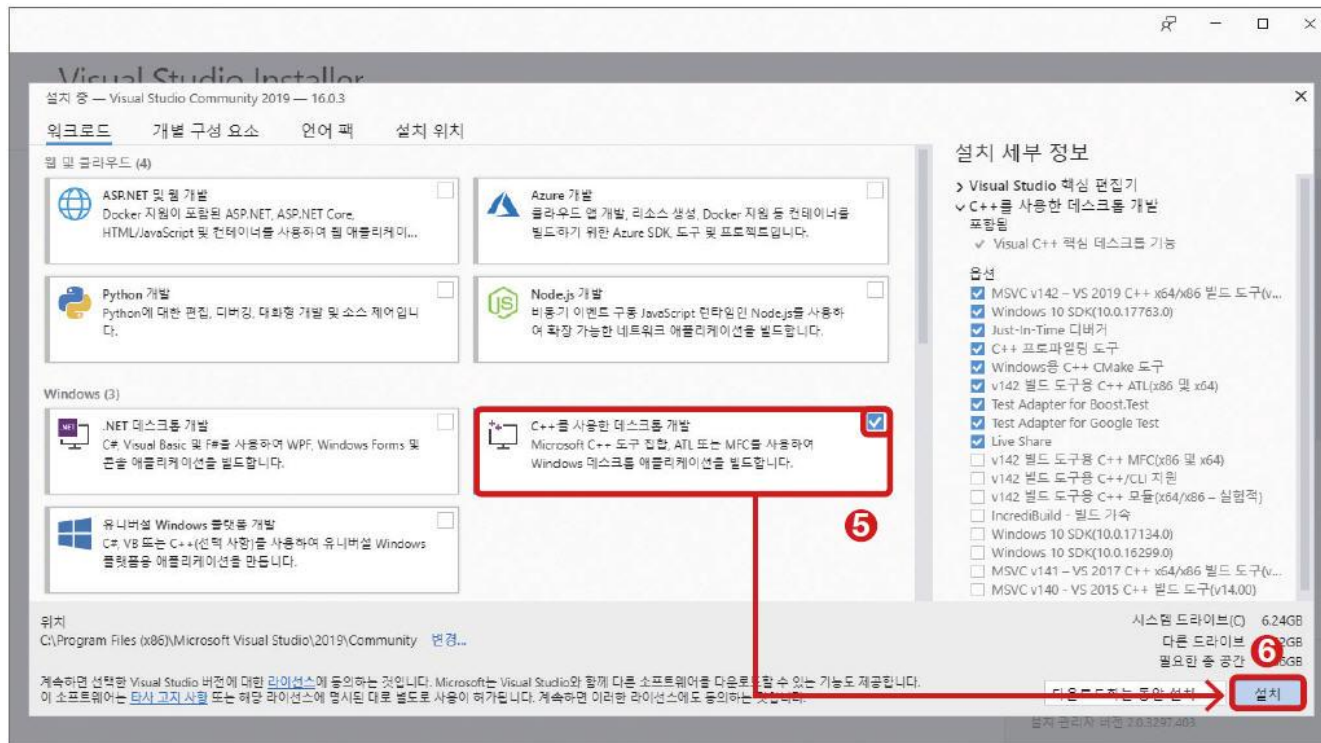 Visual Studio Installer
설치 중 — Visual Studio Community 2019 — 16.0.3
워크로드 개별 구성 요소 언어 팩 설치 위치
웹 및 클라우드 (4)
ASP.NET 및 웹 개발
Docker 지원이 포함된 ASP.NET, ASP.NET Core,
HTML/JavaScript 및 컨테이너를 사용하여 웹 애플리케이...
Azure 개발
클라우드 앱 개발, 리소스 생성, Docker 지원 등 컨테이너를
빌드하기 위한 Azure SDK, 도구 및 프로젝트입니다.
Python 개발
Python에 대한 편집, 디버깅, 대화형 개발 및 소스 제어입니
다.
Node.js 개발
비동기 이벤트 구동 JavaScript 런타임인 Node.js를 사용하
여 확장 가능한 네트워크 애플리케이션을 빌드합니다.
Windows (3)
.NET 데스크톱 개발
C#, Visual Basic 및 F#를 사용하여 WPF, Windows Forms 및
콘솔 애플리케이션을 빌드합니다.
C++를 사용한 데스크톱 개발
Microsoft C++ 도구 집합, ATL 또는 MFC를 사용하여
Windows 데스크톱 애플리케이션을 빌드합니다.
5
유니버설 Windows 플랫폼 개발
C#, VB 또는 C++(선택 사항)를 사용하여 유니버설 Windows
플랫폼용 애플리케이션을 만듭니다.
설치 세부 정보
Visual Studio 핵심 편집기
C++를 사용한 데스크톱 개발
포함됨
Visual C++ 핵심 데스크톱 기능
옵션
MSVC v142 – VS 2019 C++ x64/x86 빌드 도구(v...
Windows 10 SDK(10.0.17763.0)
Just-In-Time 디버거
C++ 프로파일링 도구
Windows용 C++ CMake 도구
v142 빌드 도구용 C++ ATL(x86 및 x64)
Test Adapter for Boost.Test
Test Adapter for Google Test
Live Share
v142 빌드 도구용 C++ MFC(x86 및 x64)
v142 빌드 도구용 C++/CLI 지원
v142 빌드 도구용 C++ 모듈(x64/x86 – 실험적)
IncrediBuild - 빌드 가속
Windows 10 SDK(10.0.17134.0)
Windows 10 SDK(10.0.16299.0)
MSVC v141 – VS 2017 C++ x64/x86 빌드 도구(v...
MSVC v140 - VS 2015 C++ 빌드 도구(v14.00)
위치
C:\Program Files (x86)\Microsoft Visual Studio\2019\Community 변경...
시스템 드라이브(C) 6.24GB
다른 드라이브
필요한 총 공간
6
계속하면 선택한 Visual Studio 버전에 대한 라이선스에 동의하는 것입니다. Microsoft는 Visual Studio와 함께 다른 소프트웨어를 다운로드할 수 있는 기능도 제공합니다.
이 소프트웨어는 타사 고지 사항 또는 해당 라이선스에 명시된 대로 별도로 사용이 허가됩니다. 계속하면 이러한 라이선스에도 동의하는 것입니다.
다운로드하는 동안 설치
설치
설치 관리자 버전 2.0.3297.403